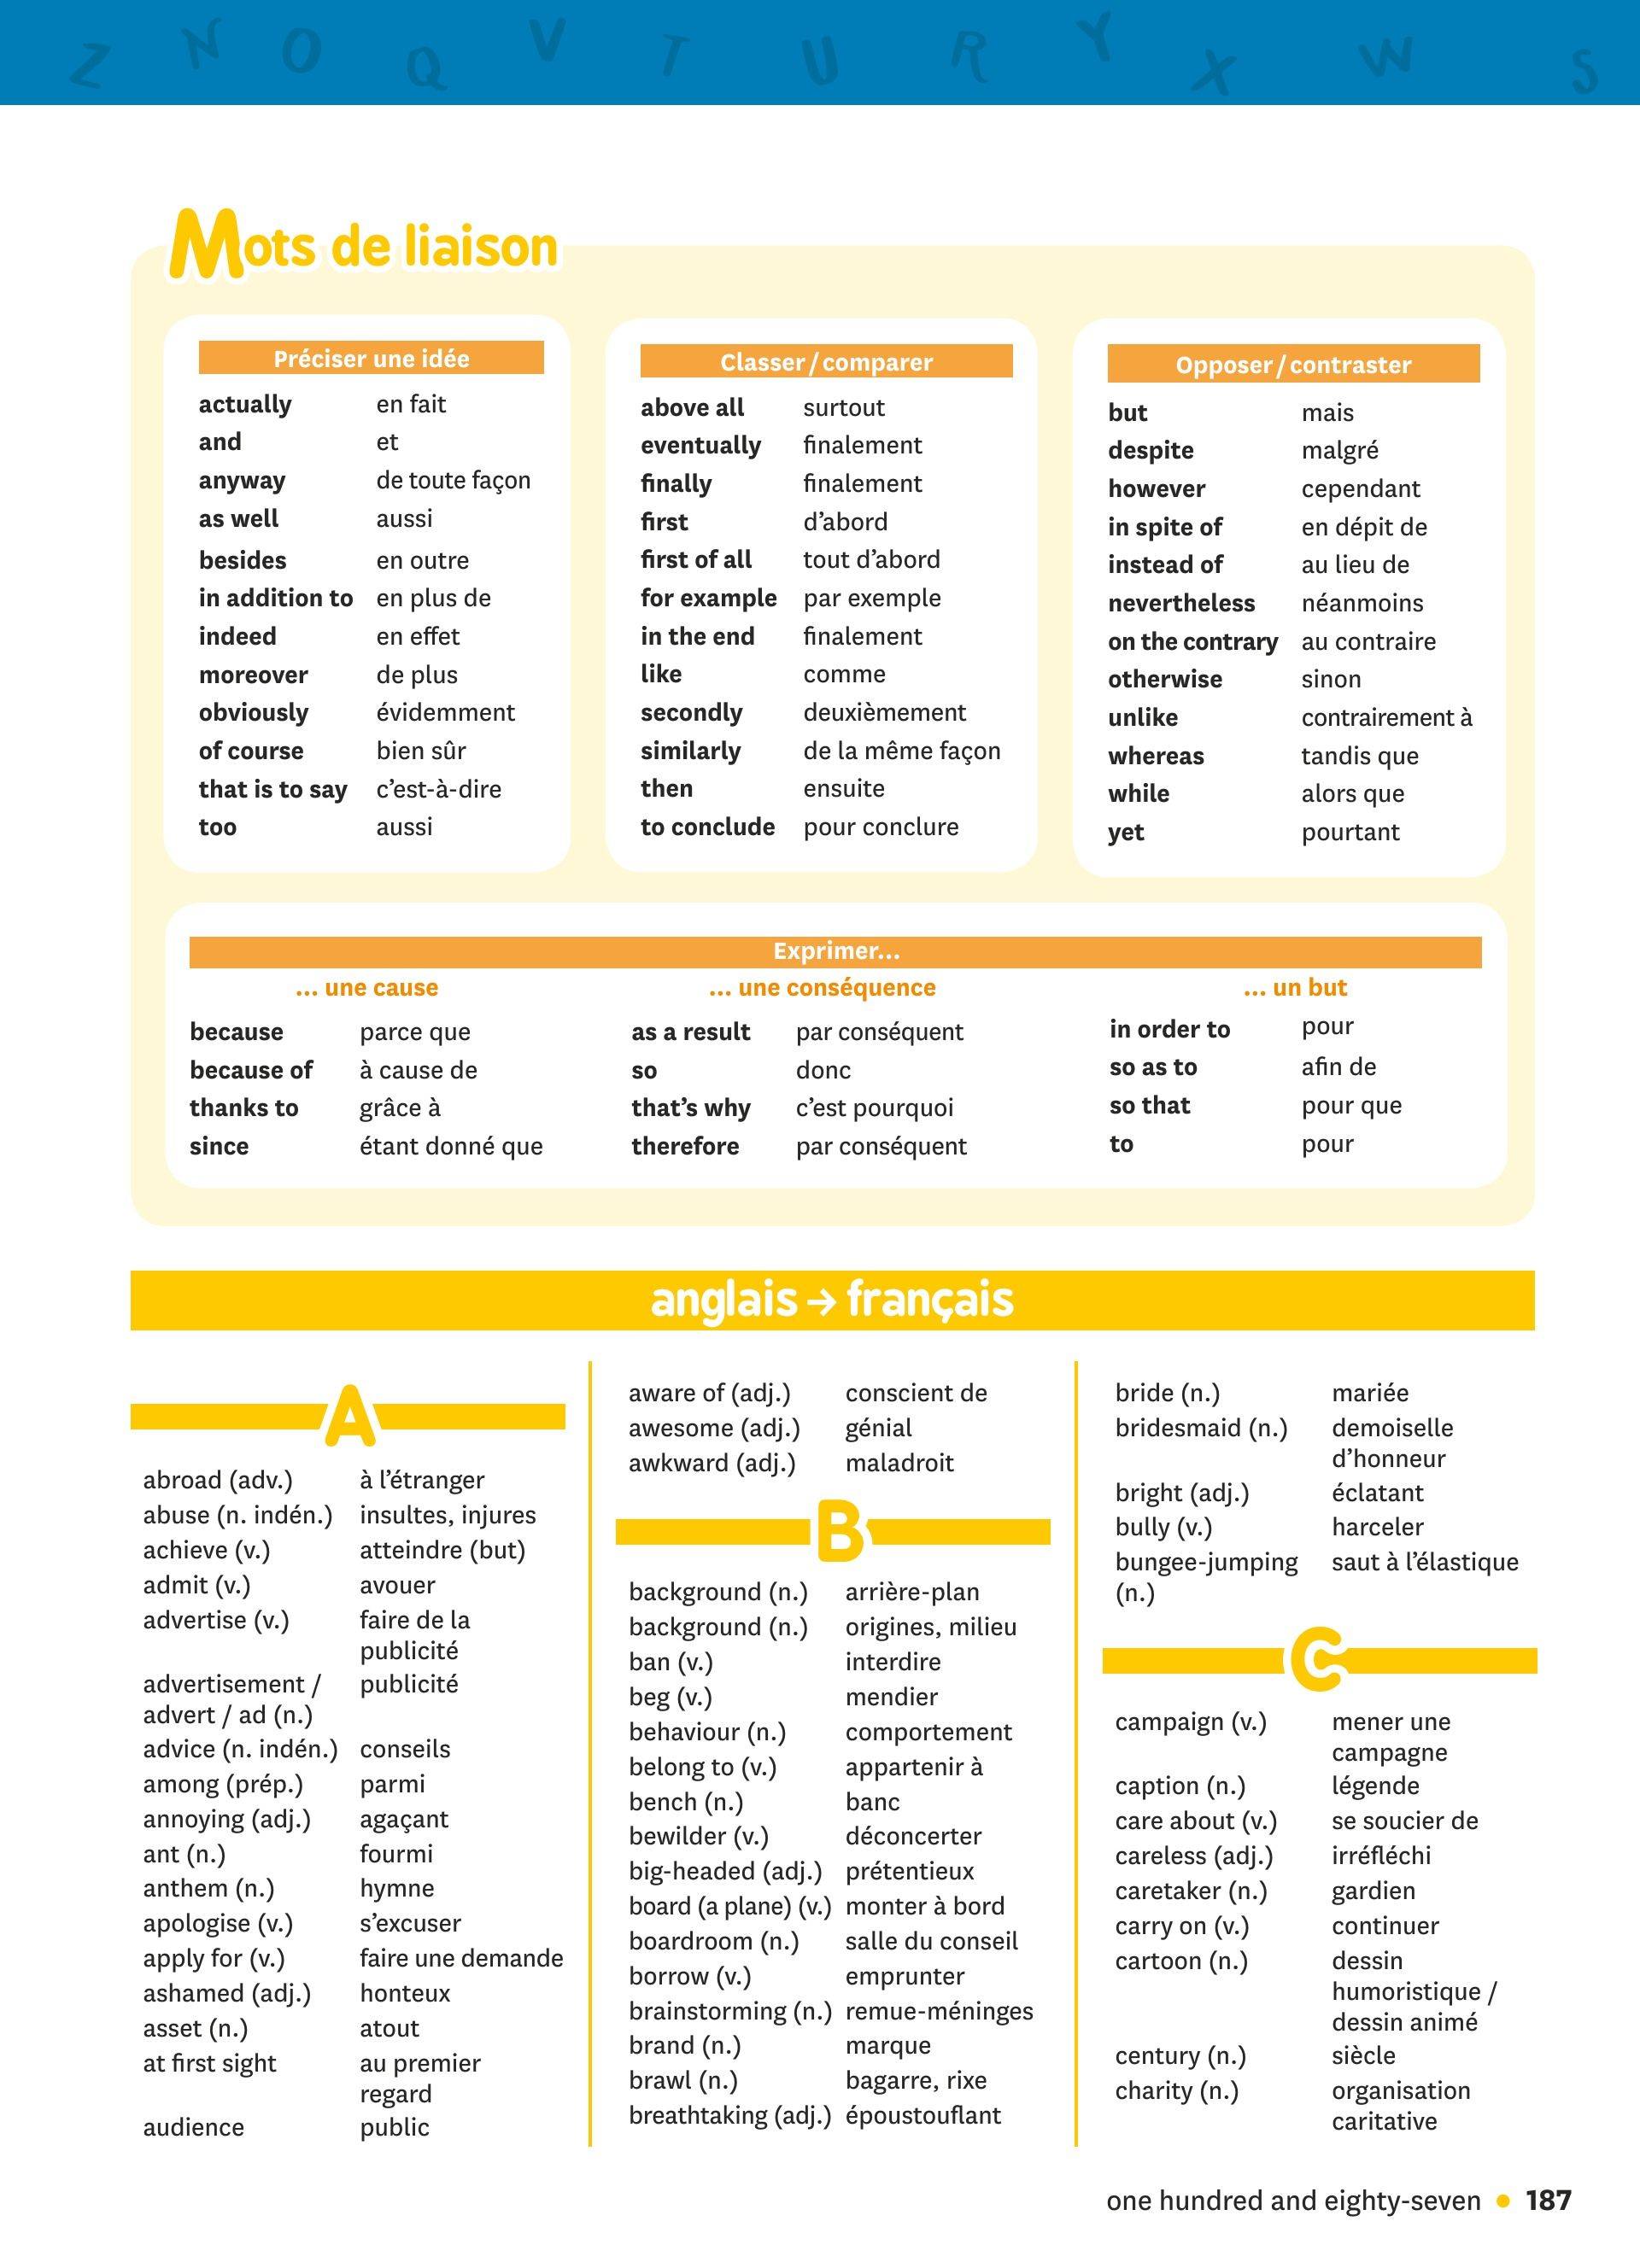 Z N O Q V T U R Y X W S
Mots de liaison
Préciser une idée
actually en fait
and et
anyway de toute façon
as well aussi
besides en outre
in addition to en plus de
indeed en effet
moreover de plus
obviously évidemment
of course bien sûr
that is to say c’est-à-dire
too aussi
Classer / comparer
above all surtout
eventually finalement
finally finalement
first d’abord
first of all tout d’abord
for example par exemple
in the end finalement
like comme
secondly deuxièmement
similarly de la même façon
then ensuite
to conclude pour conclure
Opposer / contraster
but mais
despite malgré
however cependant
in spite of en dépit de
instead of au lieu de
nevertheless néanmoins
on the contrary au contraire
otherwise sinon
unlike contrairement à
whereas tandis que
while alors que
yet pourtant
Exprimer...
... une cause
because parce que
because of à cause de
thanks to grâce à
since étant donné que
... une conséquence
as a result par conséquent
so donc
that’s why c’est pourquoi
therefore par conséquent
... un but
in order to pour
so as to afin de
so that pour que
to pour
anglais → français
A
abroad (adv.) à l’étranger
abuse (n. indén.) insultes, injures
achieve (v.) atteindre (but)
admit (v.) avouer
advertise (v.) faire de la
publicité
advertisement / publicité
advert / ad (n.)
advice (n. indén.) conseils
among (prép.) parmi
annoying (adj.) agaçant
ant (n.) fourmi
anthem (n.) hymne
apologise (v.) s’excuser
apply for (v.) faire une demande
ashamed (adj.) honteux
asset (n.) atout
at first sight au premier
regard
audience public
aware of (adj.) conscient de
awesome (adj.) génial
awkward (adj.) maladroit
B
background (n.) arrière-plan
background (n.) origines, milieu
ban (v.) interdire
beg (v.) mendier
behaviour (n.) comportement
belong to (v.) appartenir à
bench (n.) banc
bewilder (v.) déconcerter
big-headed (adj.) prétentieux
board (a plane) (v.) monter à bord
boardroom (n.) salle du conseil
borrow (v.) emprunter
brainstorming (n.) remue-méninges
brand (n.) marque
brawl (n.) bagarre, rixe
breathtaking (adj.) époustouflant
bride (n.) mariée
bridesmaid (n.) demoiselle
d’honneur
bright (adj.) éclatant
bully (v.) harceler
bungee-jumping saut à l’élastique
(n.)
C
campaign (v.) mener une
campagne
caption (n.) légende
care about (v.) se soucier de
careless (adj.) irréfléchi
caretaker (n.) gardien
carry on (v.) continuer
cartoon (n.) dessin
humoristique /
dessin animé
century (n.) siècle
charity (n.) organisation
caritative
one hundred and eighty-seven • 187